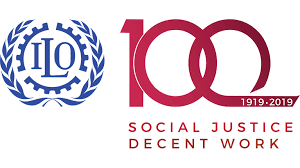 ILO
100
1919•2019
SOCIAL JUSTICE
DECENT WORK